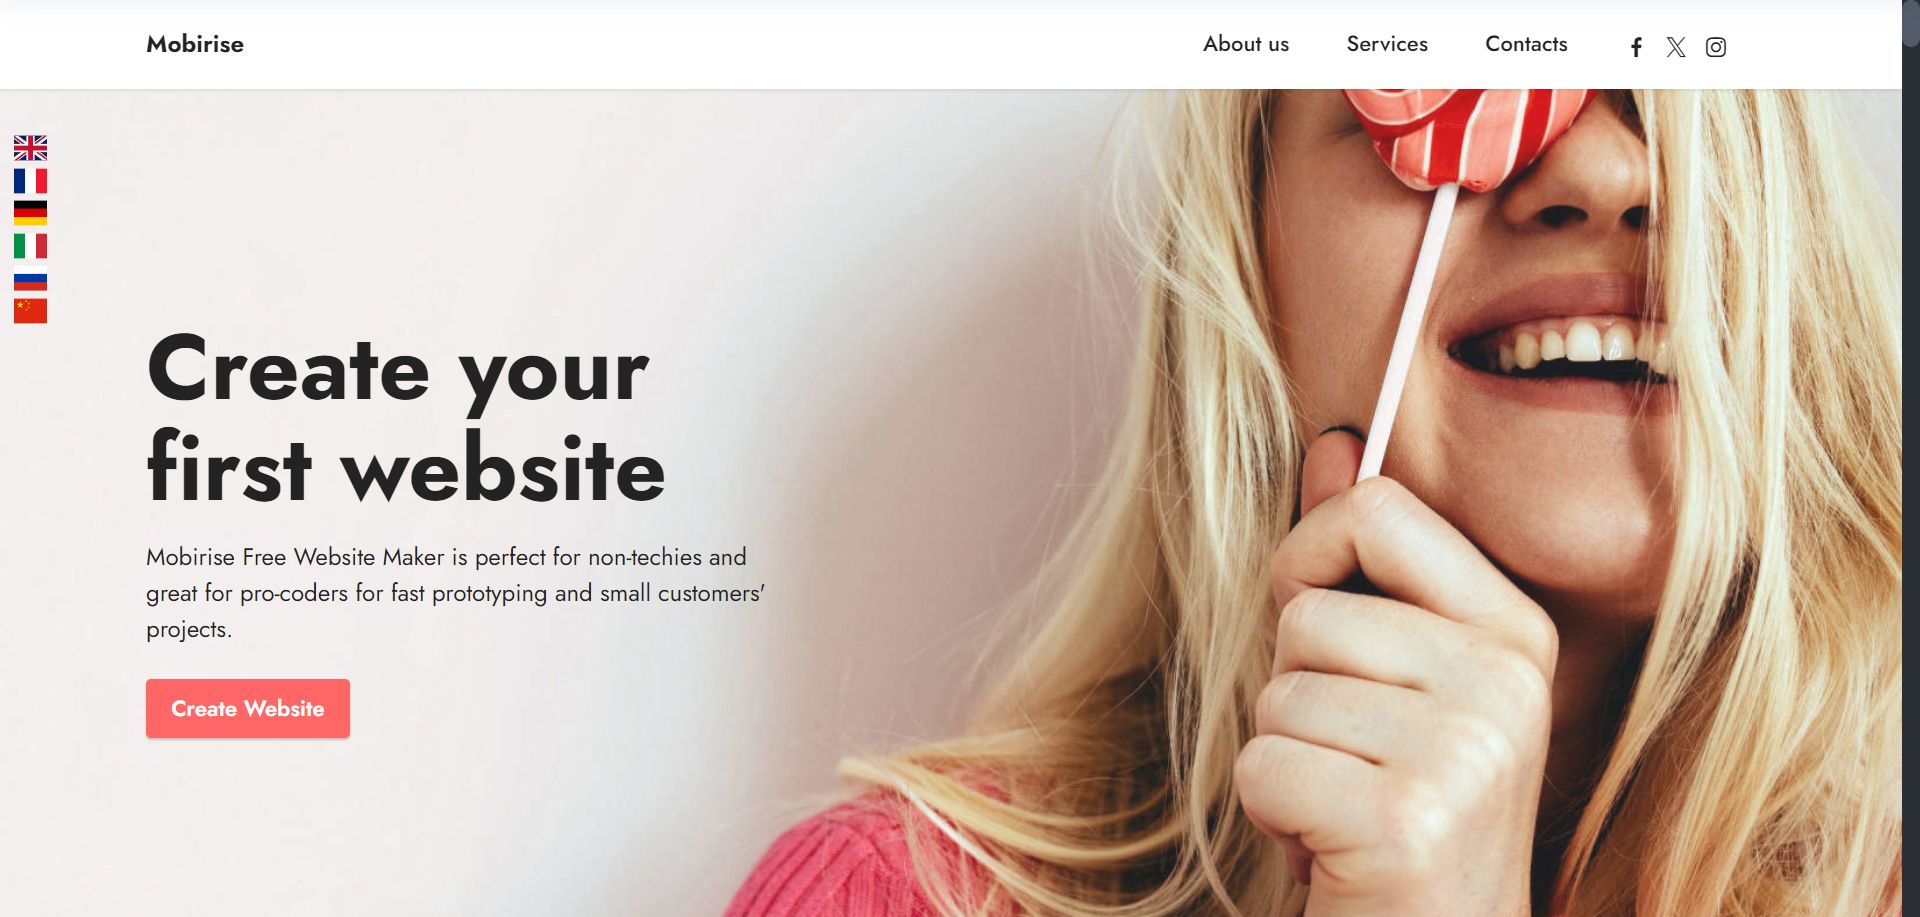 Mobirise
About us
Services
Contacts
Create your
first website
Mobirise Free Website Maker is perfect for non-techies and
great for pro-coders for fast prototyping and small customers'
projects.
Create Website